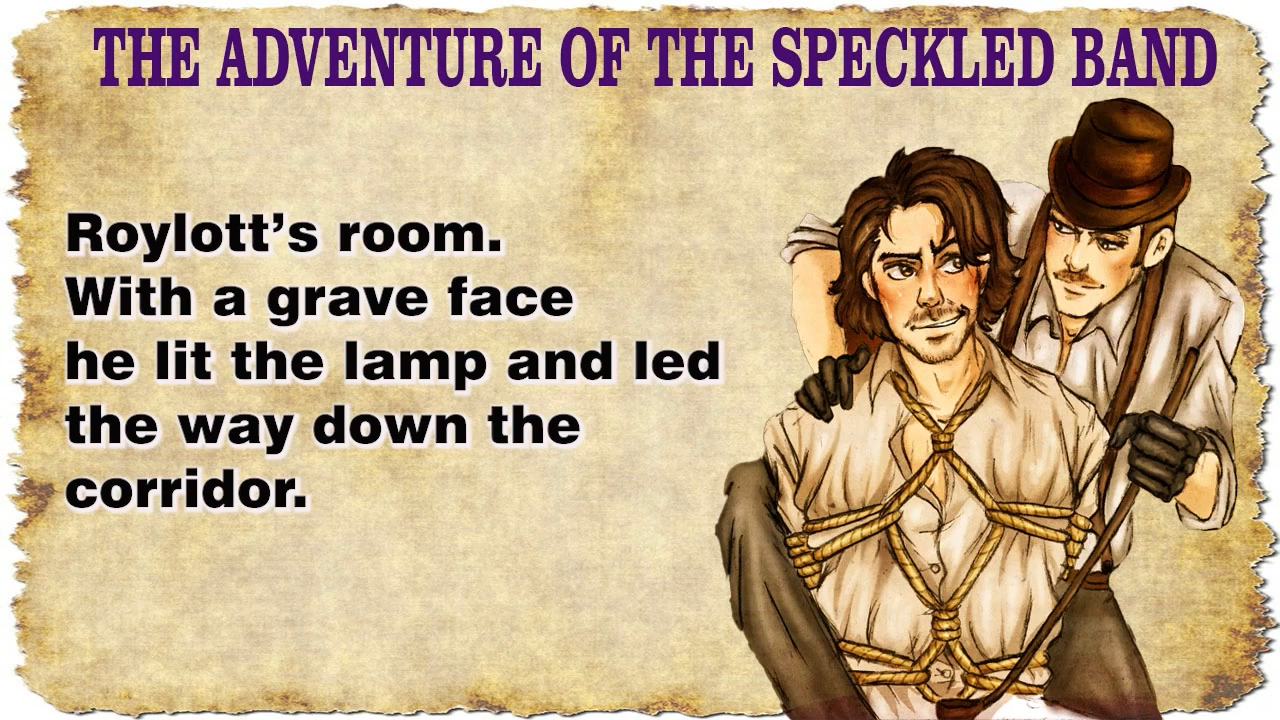 THE ADVENTURE OF THE SPECKLED BAND
Roylott’s room.
With a grave face
he lit the lamp and led
the way down the
corridor.